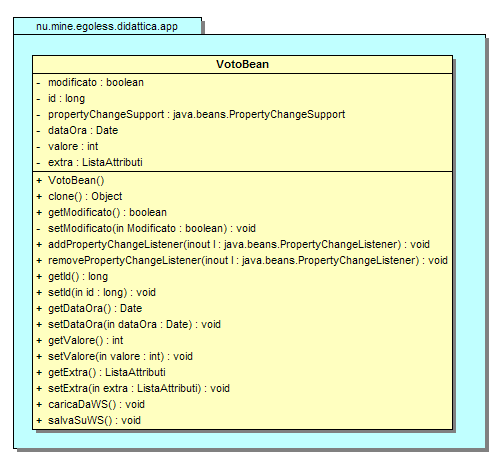 nu.mine.egoless.didattica.app
VotoBean
- modificato : boolean
- id : long
- propertyChangeSupport : java.beans.PropertyChangeSupport
- dataOra : Date
- valore : int
- extra : ListaAttributi
+ VotoBean()
+ clone() : Object
+ getModificato() : boolean
- setModificato(in Modificato : boolean) : void
+ addPropertyChangeListener(inout l : java.beans.PropertyChangeListener) : void
+ removePropertyChangeListener(inout l : java.beans.PropertyChangeListener) : void
+ getId() : long
+ setId(in id : long) : void
+ getDataOra() : Date
+ setDataOra(in dataOra : Date) : void
+ getValore() : int
+ setValore(in valore : int) : void
+ getExtra() : ListaAttributi
+ setExtra(in extra : ListaAttributi) : void
+ caricaDaWS() : void
+ salvaSuWS() : void